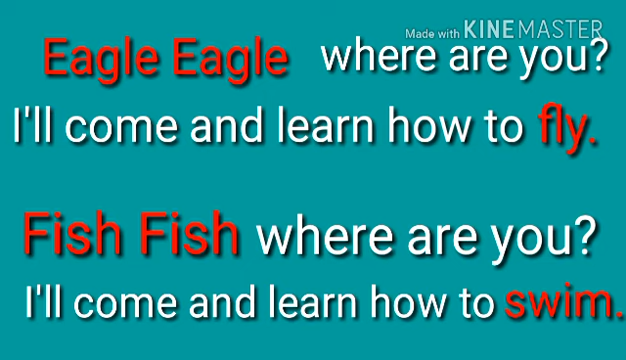 Made with KINEMASTER
Eagle Eagle where are you?
I'll come and learn how to fly.
Fish Fish where are you?
I'll come and learn how to swim.